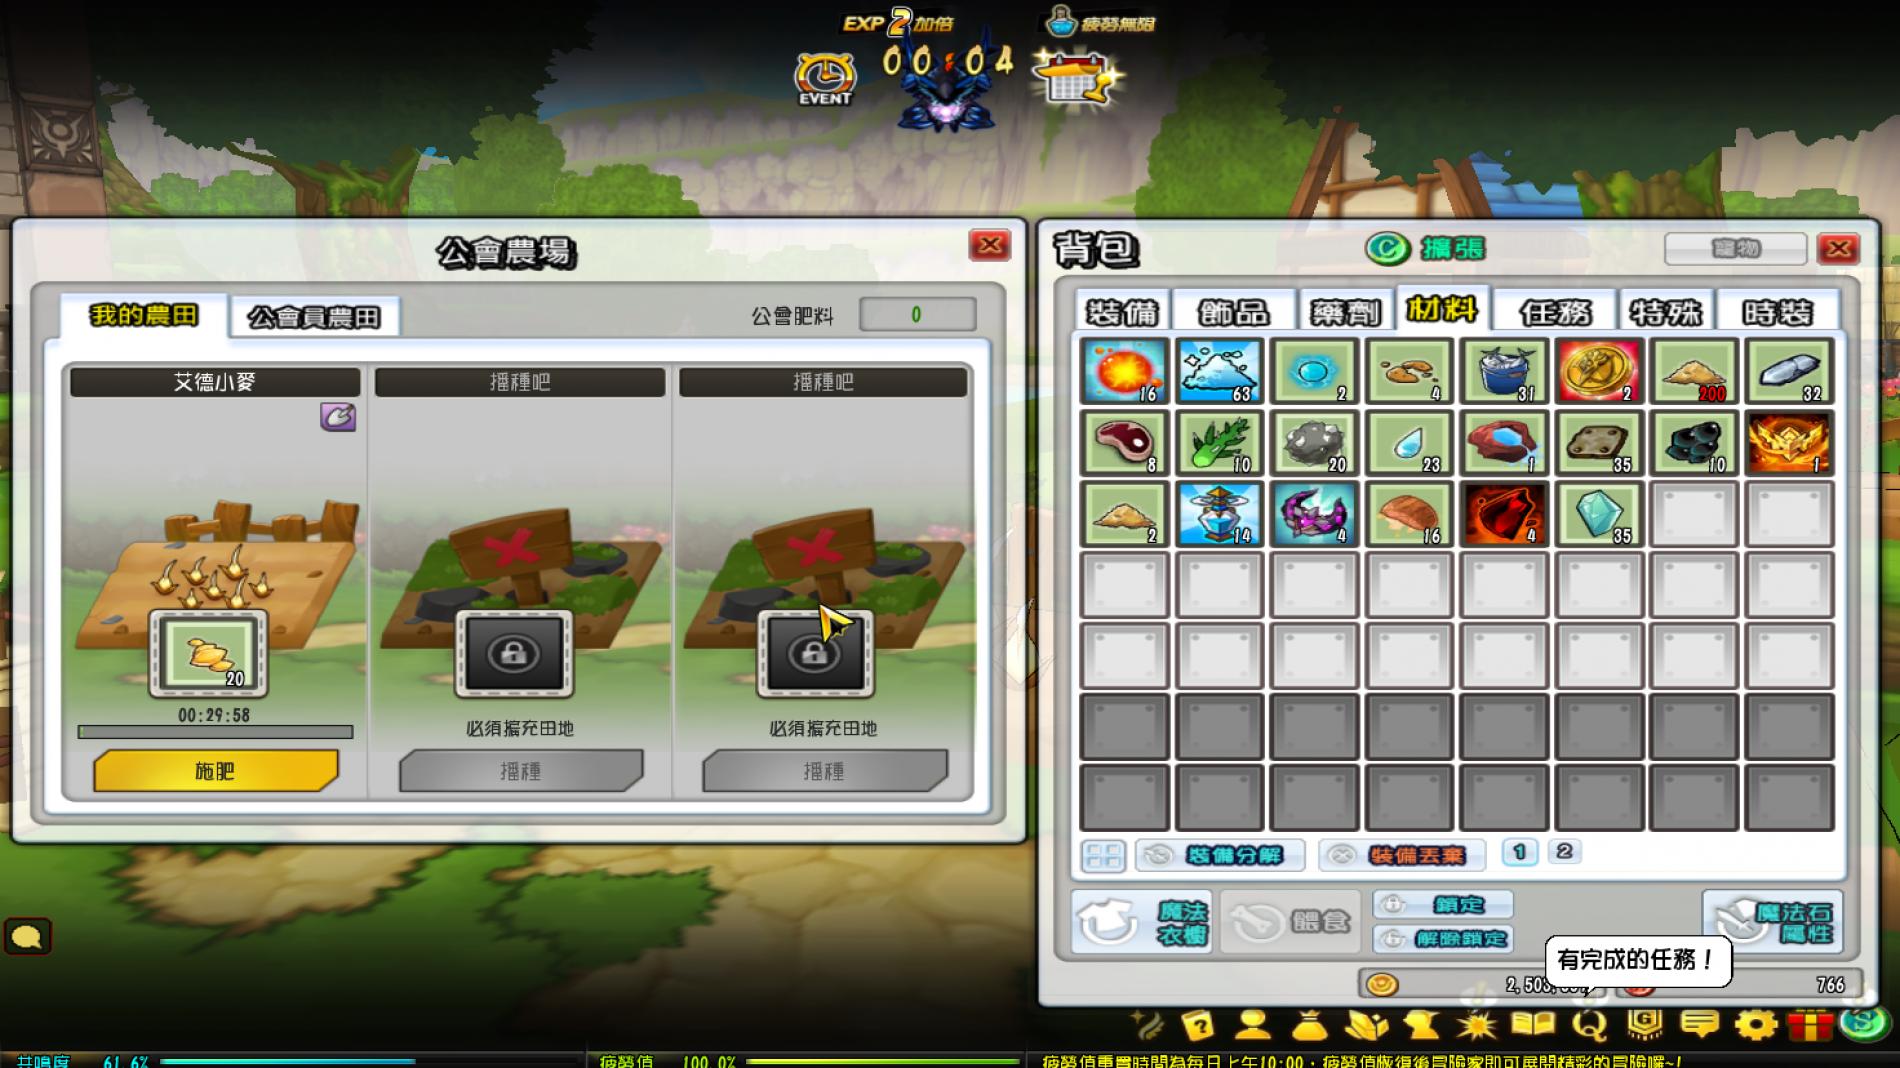 EXP 2 加倍
疲勞無限
00:04
EVENT
公會農場
我的農田
公會員農田
公會肥料
0
艾德小麥
播種吧
播種吧
20
00:29:58
必須擴充田地
必須擴充田地
施肥
播種
播種
背包
C 擴張
寵物
裝備
飾品
藥劑
材料
任務
特殊
時裝
16
63
2
4
31
2
200
32
8
10
20
23
1
35
10
1
2
14
4
16
4
35
裝備分解
裝備丟棄
1
2
魔法
衣櫥
餵食
鎖定
解除鎖定
魔法石
屬性
有完成的任務！
766
共鳴度 61.6%
疲勞值 100.0%
疲勞值重置時間為每日上午10:00，疲勞值恢復後冒險家即可展開精彩的冒險囉~!